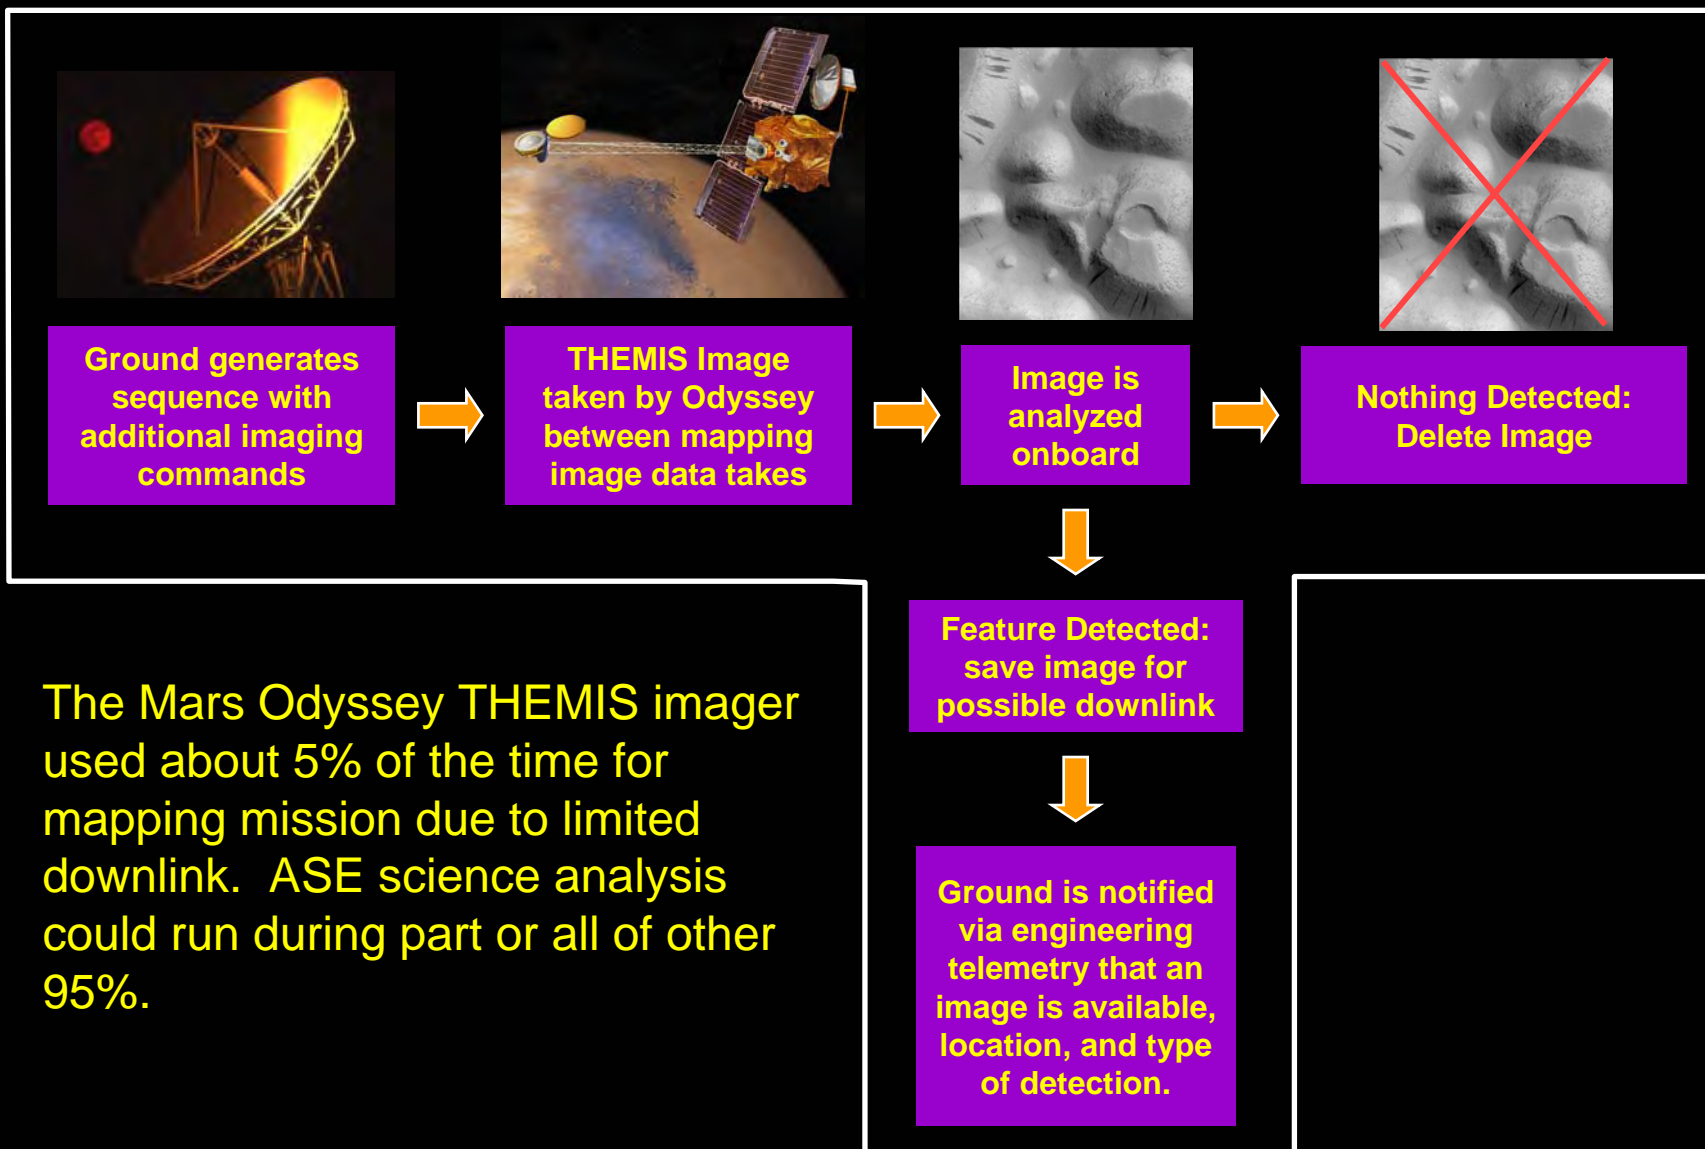 Ground generates
sequence with
additional imaging
commands
THEMIS Image
taken by Odyssey
between mapping
image data takes
Image is
analyzed
onboard
Nothing Detected:
Delete Image
Feature Detected:
save image for
possible downlink
Ground is notified
via engineering
telemetry that an
image is available,
location, and type
of detection.
The Mars Odyssey THEMIS imager
used about 5% of the time for
mapping mission due to limited
downlink.  ASE science analysis
could run during part or all of other
95%.